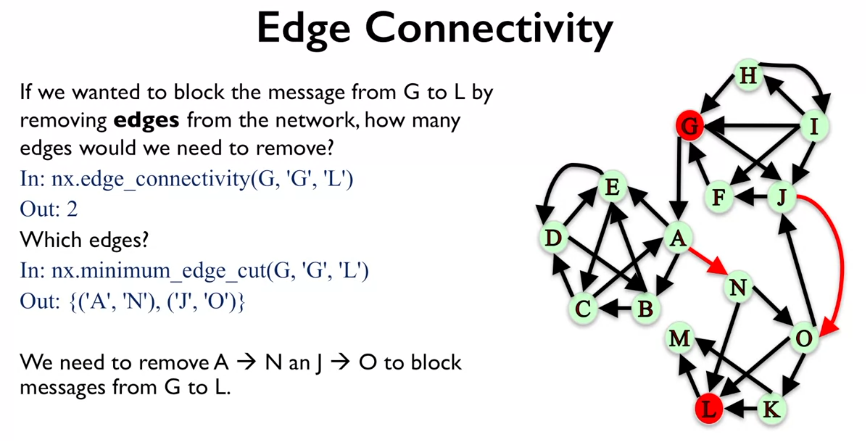 Edge Connectivity
If we wanted to block the message from G to L by
removing edges from the network, how many
edges would we need to remove?
In: nx.edge_connectivity(G, 'G', 'L')
Out: 2
Which edges?
In: nx.minimum_edge_cut(G, 'G', 'L')
Out: {('A', 'N'), ('J', 'O')}
We need to remove A → N an J → O to block
messages from G to L.
H
G
I
F
J
E
D
A
C
B
N
M
O
L
K